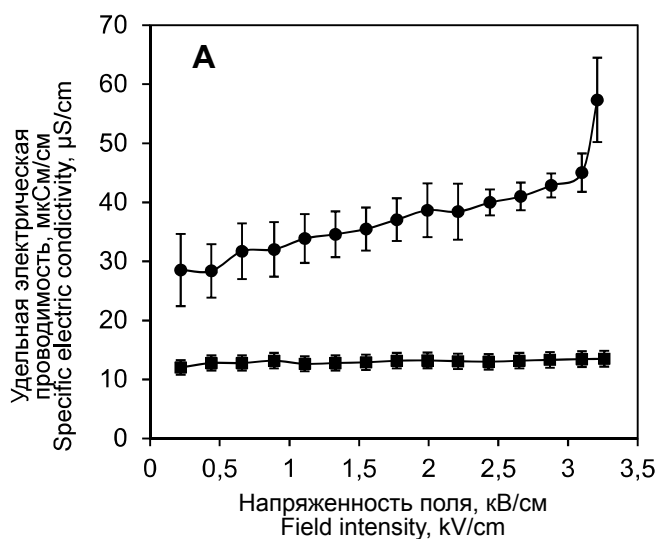 70
60
50
40
30
20
10
0
A
Удельная электрическая
проводимость, мкСм/см
Specific electric condictivity, µS/cm
0 0,5 1 1,5 2 2,5 3 3,5
Напряженность поля, кВ/см
Field intensity, kV/cm